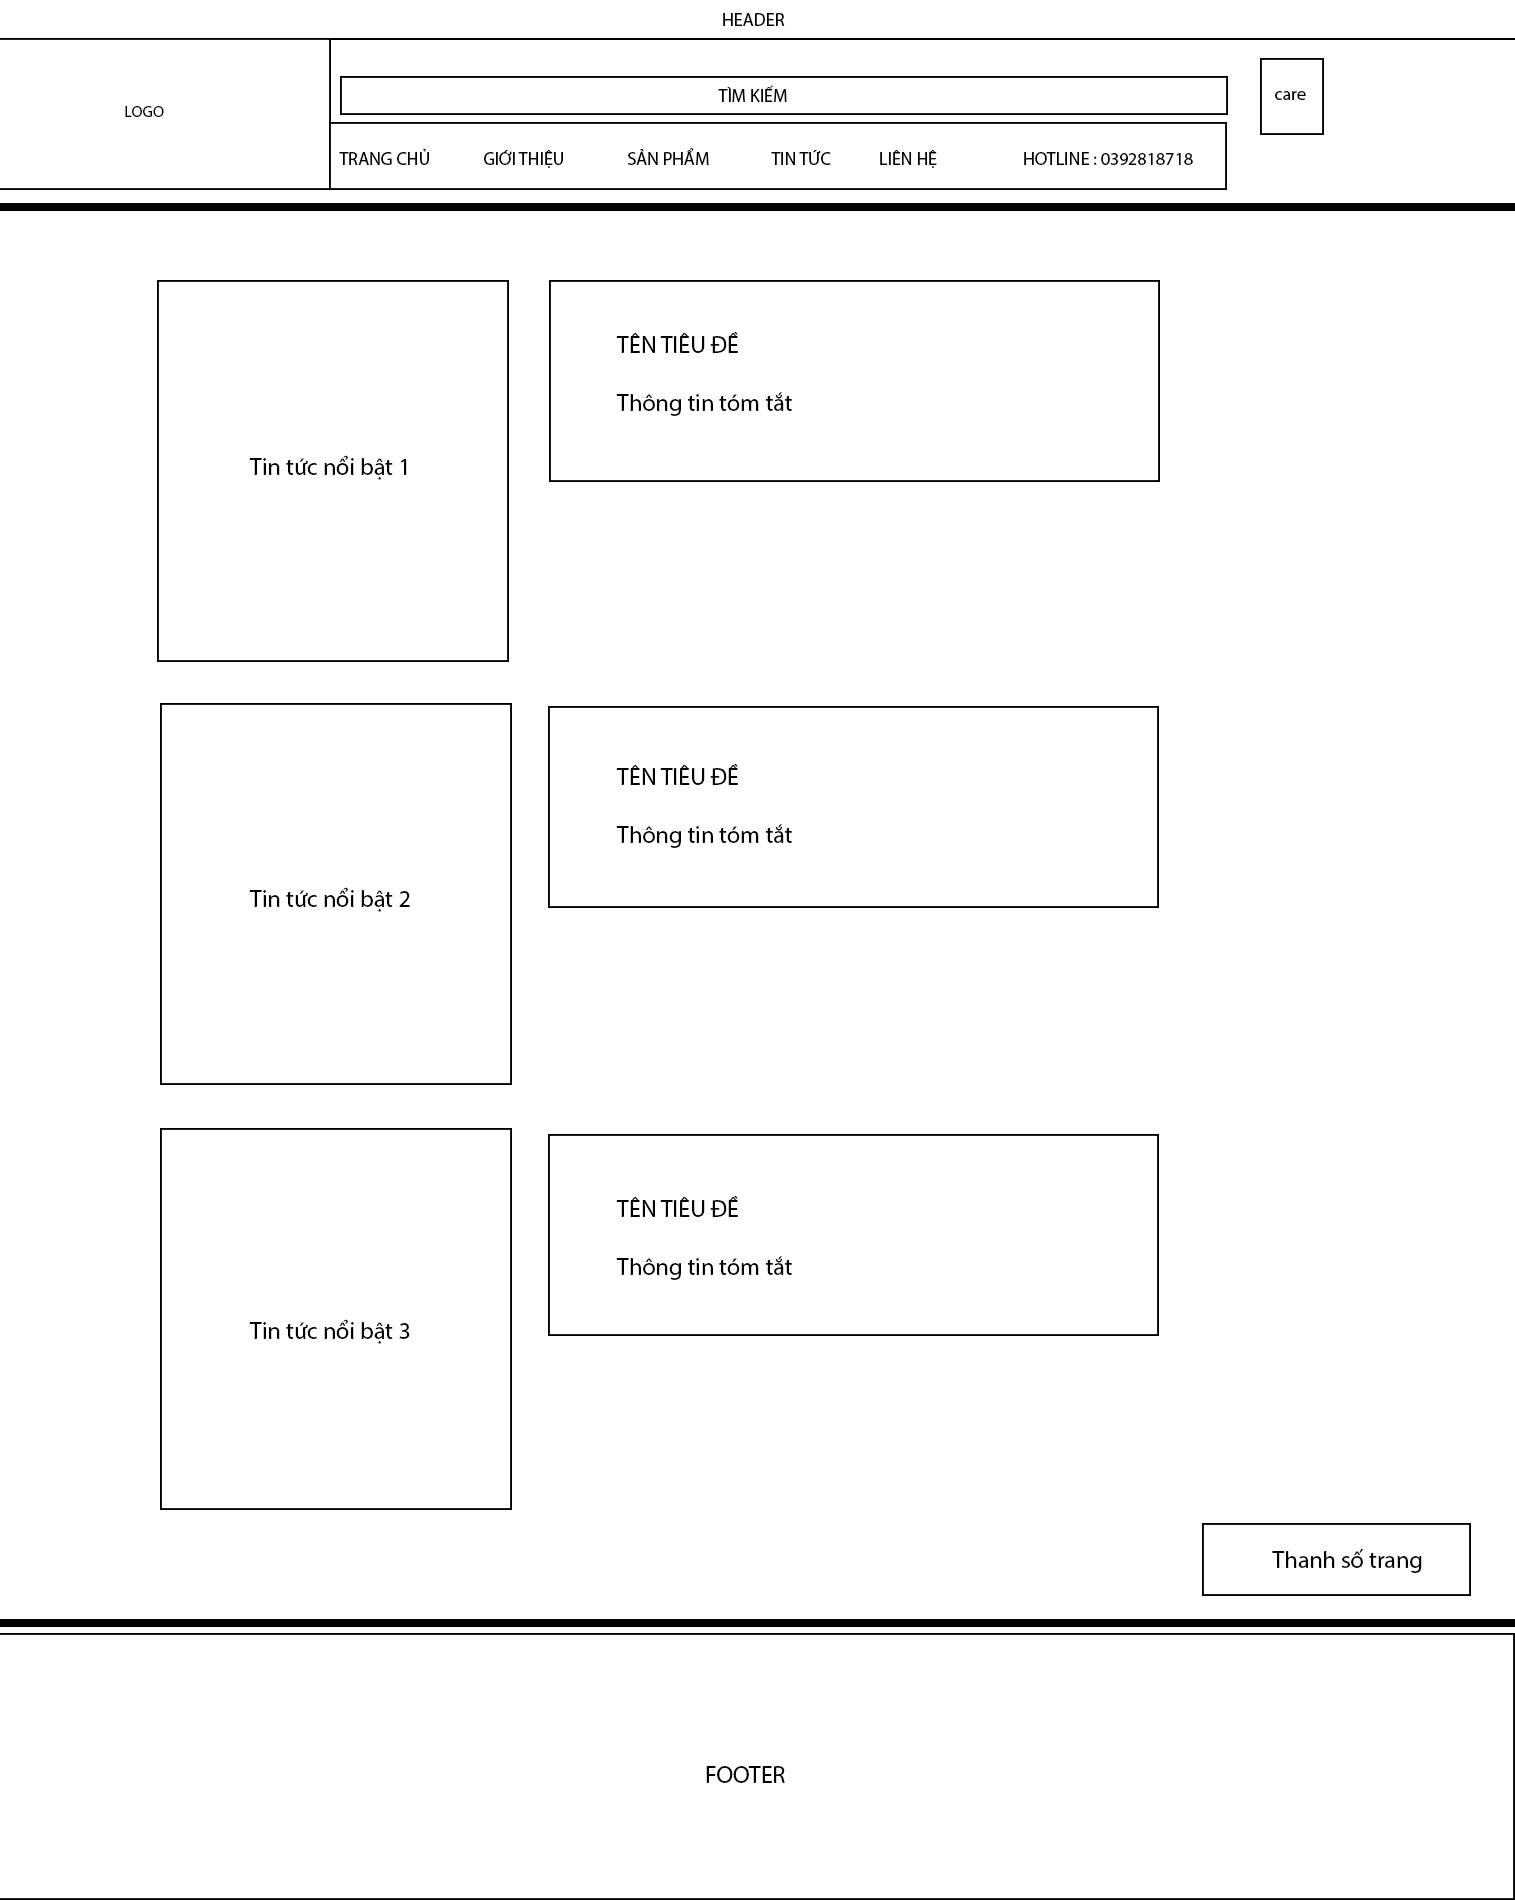 HEADER
LOGO
TÌM KIẾM
care
TRANG CHỦ
GIỚI THIỆU
SẢN PHẨM
TIN TỨC
LIÊN HỆ
HOTLINE : 0392818718
Tin tức nổi bật 1
TÊN TIÊU ĐỀ
Thông tin tóm tắt
Tin tức nổi bật 2
TÊN TIÊU ĐỀ
Thông tin tóm tắt
Tin tức nổi bật 3
TÊN TIÊU ĐỀ
Thông tin tóm tắt
Thanh số trang
FOOTER